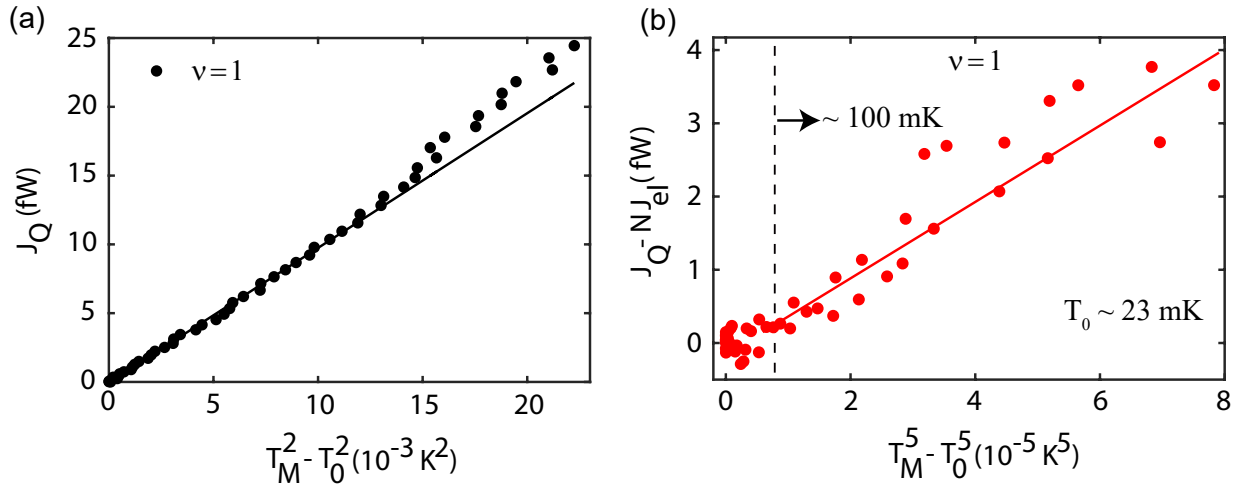 (a)
25
20
15
10
5
0
J_Q (fW)
ν = 1
0 5 10 15 20
T_M^2 - T_0^2 (10^-3 K^2)
(b)
4
3
2
1
0
J_Q - NJ_el (fW)
ν = 1
~ 100 mK
T_0 ~ 23 mK
0 2 4 6 8
T_M^5 - T_0^5 (10^-5 K^5)